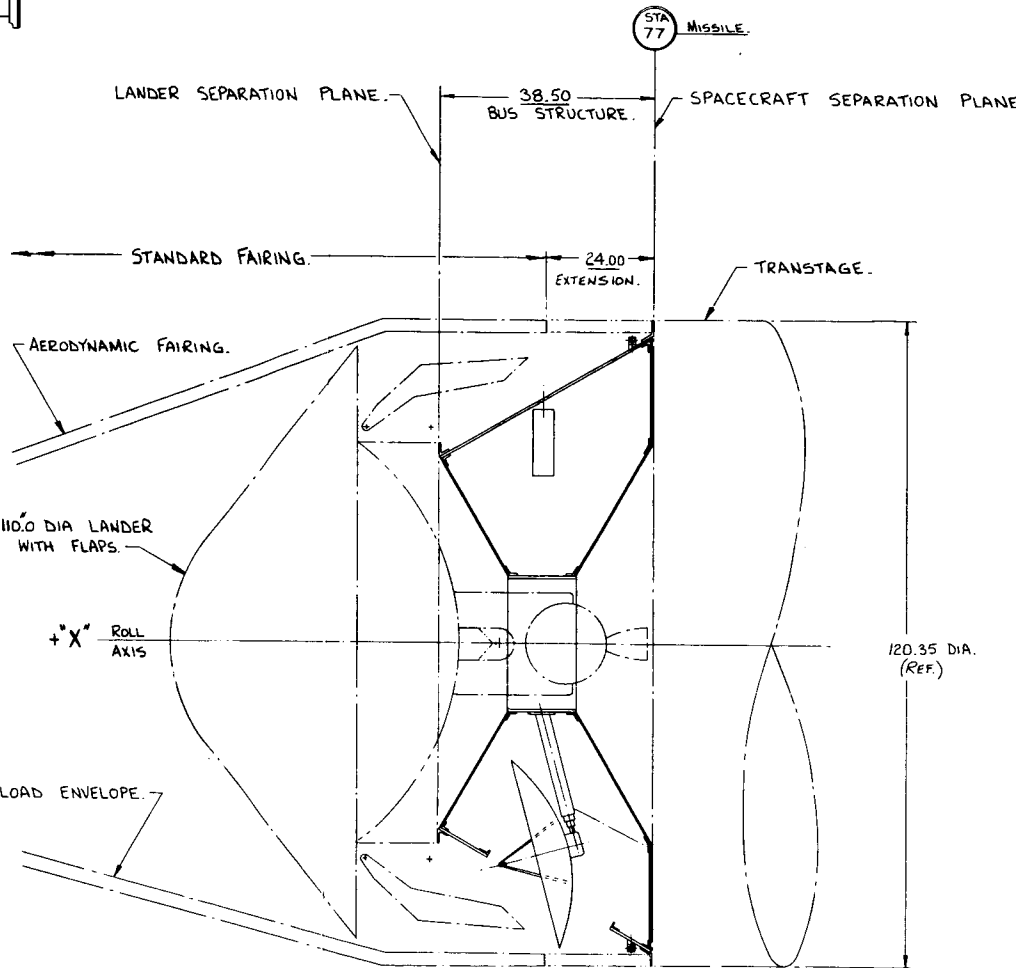 STA
77
MISSILE.
LANDER SEPARATION PLANE.
38.50
BUS STRUCTURE.
SPACECRAFT SEPARATION PLANE
STANDARD FAIRING.
24.00
EXTENSION.
TRANSTAGE.
AERODYNAMIC FAIRING.
110.0" DIA LANDER
WITH FLAPS.
+"X" ROLL
AXIS
120.35 DIA.
(REF.)
LOAD ENVELOPE.